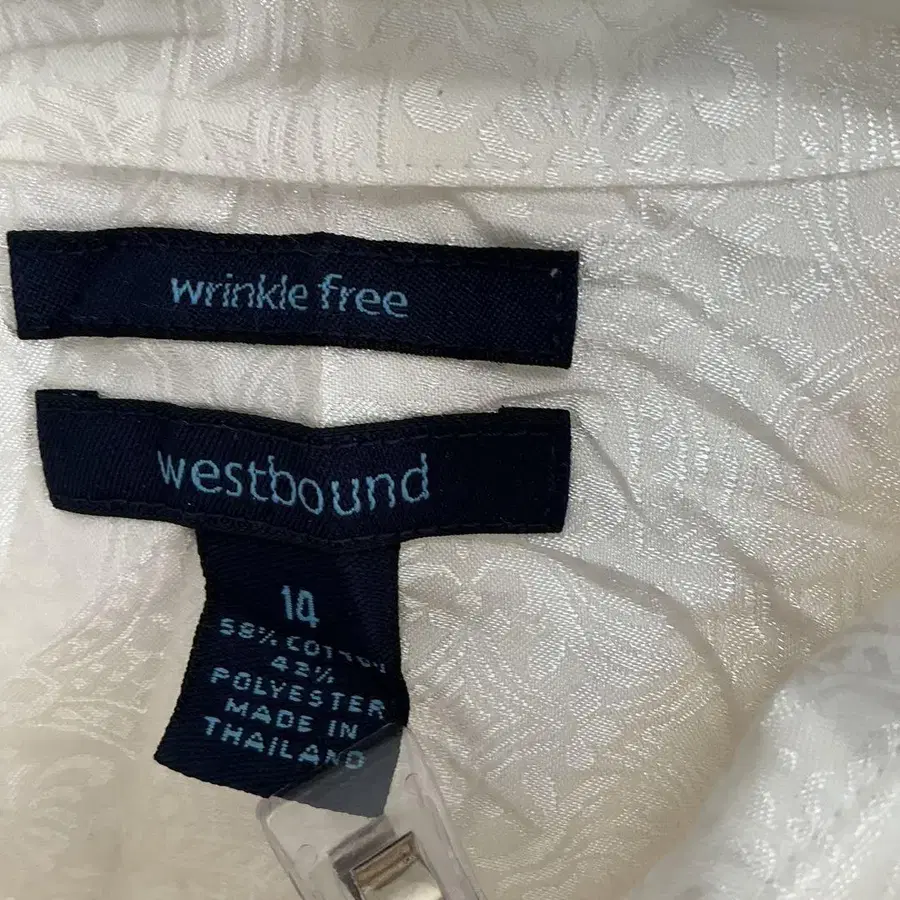 wrinkle free
westbound
14
58% COTTON
42%
POLYESTER
MADE IN
THAILAND